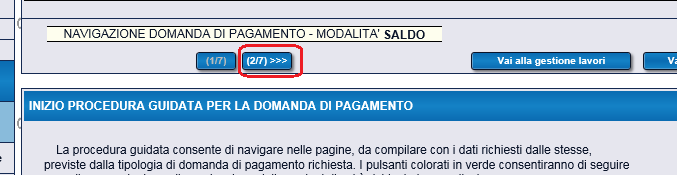 NAVIGAZIONE DOMANDA DI PAGAMENTO - MODALITA' SALDO
(1/7) (2/7) >>> Vai alla gestione lavori Va
INIZIO PROCEDURA GUIDATA PER LA DOMANDA DI PAGAMENTO
La procedura guidata consente di navigare nelle pagine, da compilare con i dati richiesti dalle stesse,
previste dalla tipologia di domanda di pagamento richiesta. I pulsanti colorati in verde consentiranno di seguire